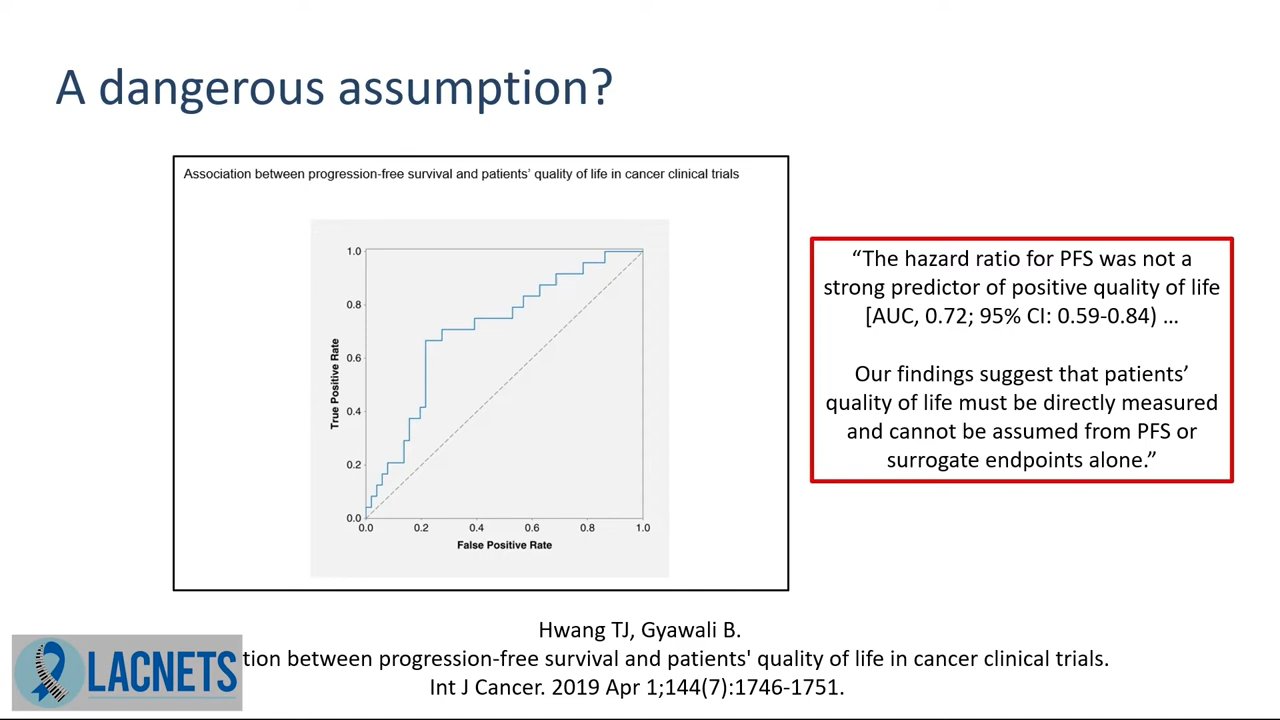 A dangerous assumption?
Association between progression-free survival and patients’ quality of life in cancer clinical trials
1.0
0.8
0.6
0.4
0.2
0.0
True Positive Rate
0.0 0.2 0.4 0.6 0.8 1.0
False Positive Rate
“The hazard ratio for PFS was not a
strong predictor of positive quality of life
[AUC, 0.72; 95% CI: 0.59-0.84) …
Our findings suggest that patients’
quality of life must be directly measured
and cannot be assumed from PFS or
surrogate endpoints alone.”
Hwang TJ, Gyawali B.
tion between progression-free survival and patients' quality of life in cancer clinical trials.
Int J Cancer. 2019 Apr 1;144(7):1746-1751.
LACNETS